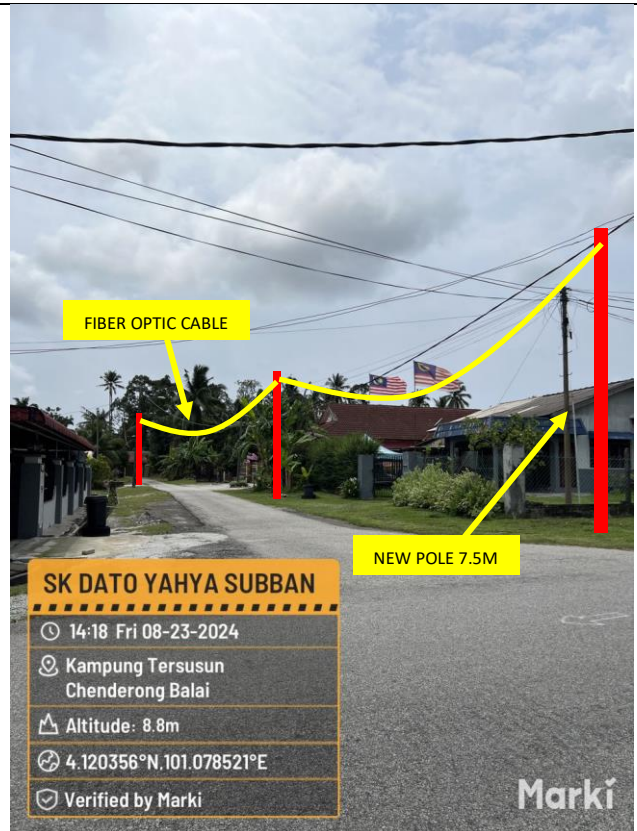 FIBER OPTIC CABLE
NEW POLE 7.5M
SK DATO YAHYA SUBBAN
14:18 Fri 08-23-2024
Kampung Tersusun
Chenderong Balai
Altitude: 8.8m
4.120356°N,101.078521°E
Verified by Marki
Marki